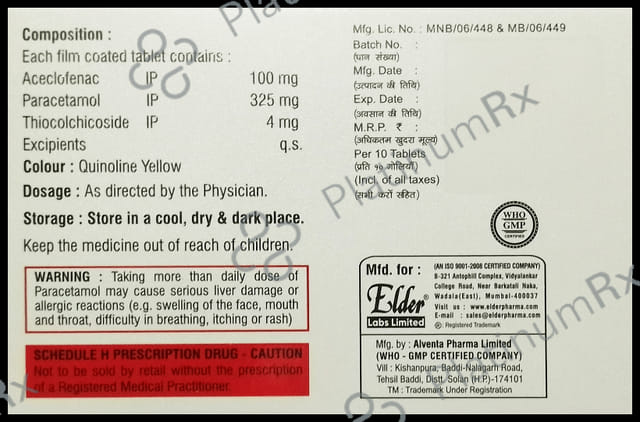 Composition :
Each film coated tablet contains :
Aceclofenac IP 100 mg
Paracetamol IP 325 mg
Thiocolchicoside IP 4 mg
Excipients q.s.
Colour : Quinoline Yellow
Dosage : As directed by the Physician.
Storage : Store in a cool, dry & dark place.
Keep the medicine out of reach of children.
WARNING : Taking more than daily dose of
Paracetamol may cause serious liver damage or
allergic reactions (e.g. swelling of the face, mouth
and throat, difficulty in breathing, itching or rash)
SCHEDULE H PRESCRIPTION DRUG - CAUTION
Not to be sold by retail without the prescription
of a Registered Medical Practitioner.
Mfg. Lic. No. : MNB/06/448 & MB/06/449
Batch No. :
(घान संख्या)
Mfg. Date :
(उत्पादन की तिथि)
Exp. Date :
(अवसान की तिथि)
M.R.P. ₹ :
(अधिकतम खुदरा मूल्य)
Per 10 Tablets
(प्रति १० गोलियाँ)
(Incl. of all taxes)
(सभी करों सहित)
WHO
GMP
CERTIFIED
Mfd. for :
Elder®
Labs Limited
(AN ISO 9001-2008 CERTIFIED COMPANY)
B-321 Antophill Complex, Vidyalankar
College Road, Near Barkatali Naka,
Wadala(East), Mumbai-400037
Visit us : www.elderpharma.com
E-mail : sales@elderpharma.com
® : Registered Trademark
Mfg. by : Alventa Pharma Limited
(WHO - GMP CERTIFIED COMPANY)
Vill : Kishanpura, Baddi-Nalagarh Road,
Tehsil Baddi, Dist. Solan, (H.P.)-174101
TM : Trademark Under Registration
PlatinumRx
PlatinumRx